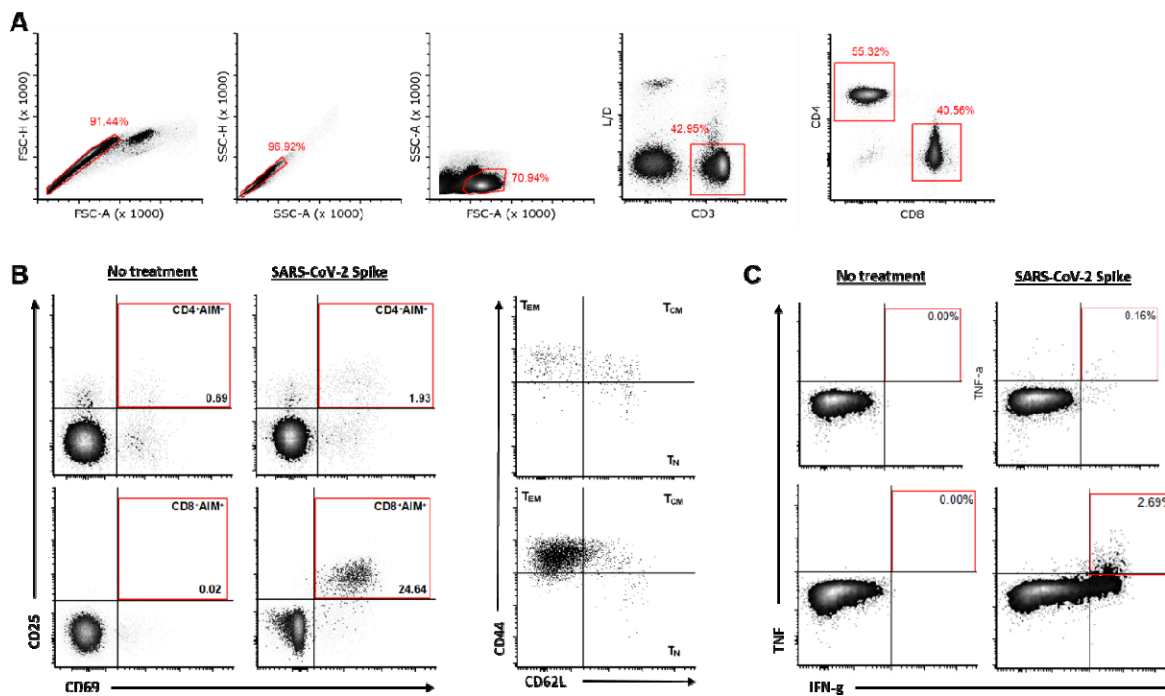 A
FSC-H (x 1000)
91.44%
FSC-A (x 1000)
SSC-H (x 1000)
98.92%
SSC-A (x 1000)
SSC-A (x 1000)
70.94%
FSC-A (x 1000)
L/D
42.95%
CD3
CD4
55.32%
40.56%
CD8
B
No treatment
SARS-CoV-2 Spike
CD4+AIM+
0.69
CD4+AIM+
1.93
CD8+AIM+
0.02
CD8+AIM+
24.64
CD25
CD69
TEM
TCM
TN
TEM
TCM
TN
CD44
CD62L
C
No treatment
SARS-CoV-2 Spike
0.00%
TNF-a
0.16%
0.00%
2.69%
TNF
IFN-g